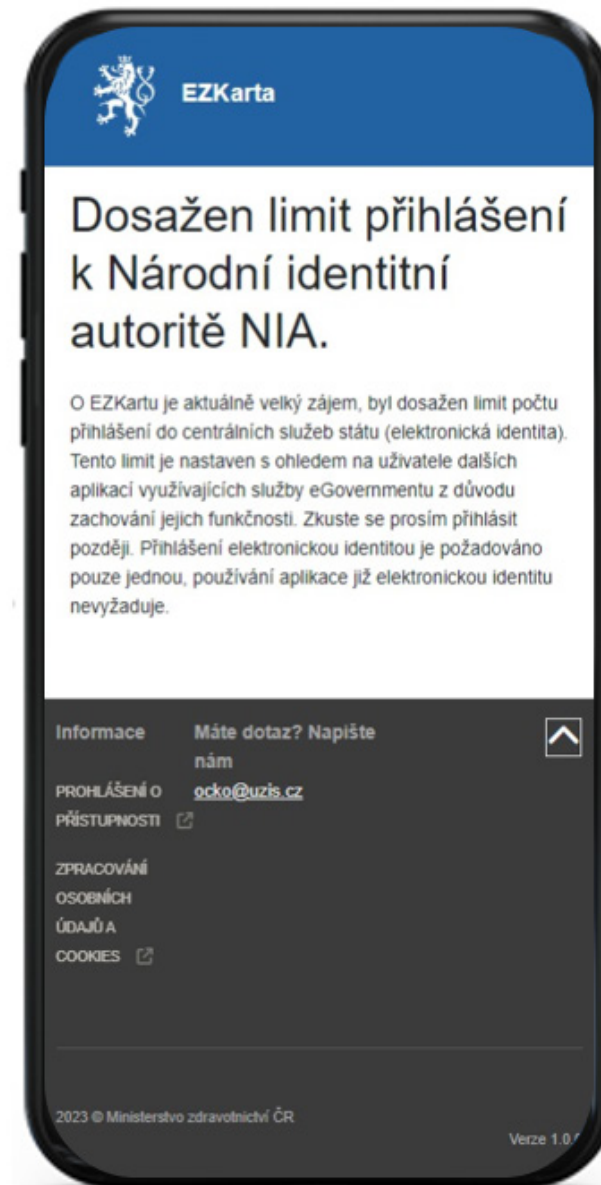 EZKarta
Dosažen limit přihlášení
k Národní identitní
autoritě NIA.
O EZKartu je aktuálně velký zájem, byl dosažen limit počtu
přihlášení do centrálních služeb státu (elektronická identita).
Tento limit je nastaven s ohledem na uživatele dalších
aplikací využívajících služby eGovernmentu z důvodu
zachování jejich funkčnosti. Zkuste se prosím přihlásit
později. Přihlášení elektronickou identitou je požadováno
pouze jednou, používání aplikace již elektronickou identitu
nevyžaduje.
Informace
PROHLÁŠENÍ O
PŘÍSTUPNOSTI
ZPRACOVÁNÍ
OSOBNÍCH
ÚDAJŮ A
COOKIES
Máte dotaz? Napište
nám
ocko@uzis.cz
2023 © Ministerstvo zdravotnictví ČR
Verze 1.0